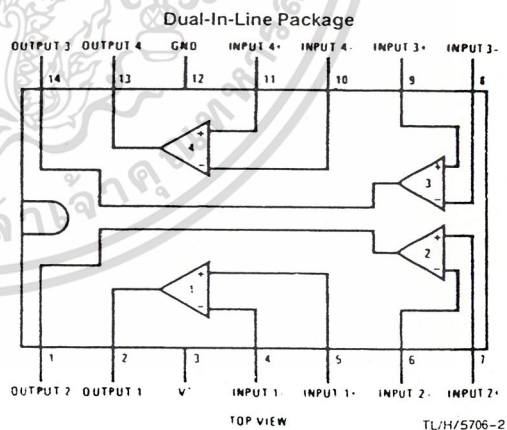 Dual-In-Line Package
OUTPUT 3 OUTPUT 4 GND INPUT 4+ INPUT 4- INPUT 3+ INPUT 3-
14 13 12 11 10 9 8
+
4
-
+
3
-
+
2
-
+
1
-
1 2 3 4 5 6 7
OUTPUT 2 OUTPUT 1 V+ INPUT 1- INPUT 1+ INPUT 2- INPUT 2+
TOP VIEW
TL/H/5706-2